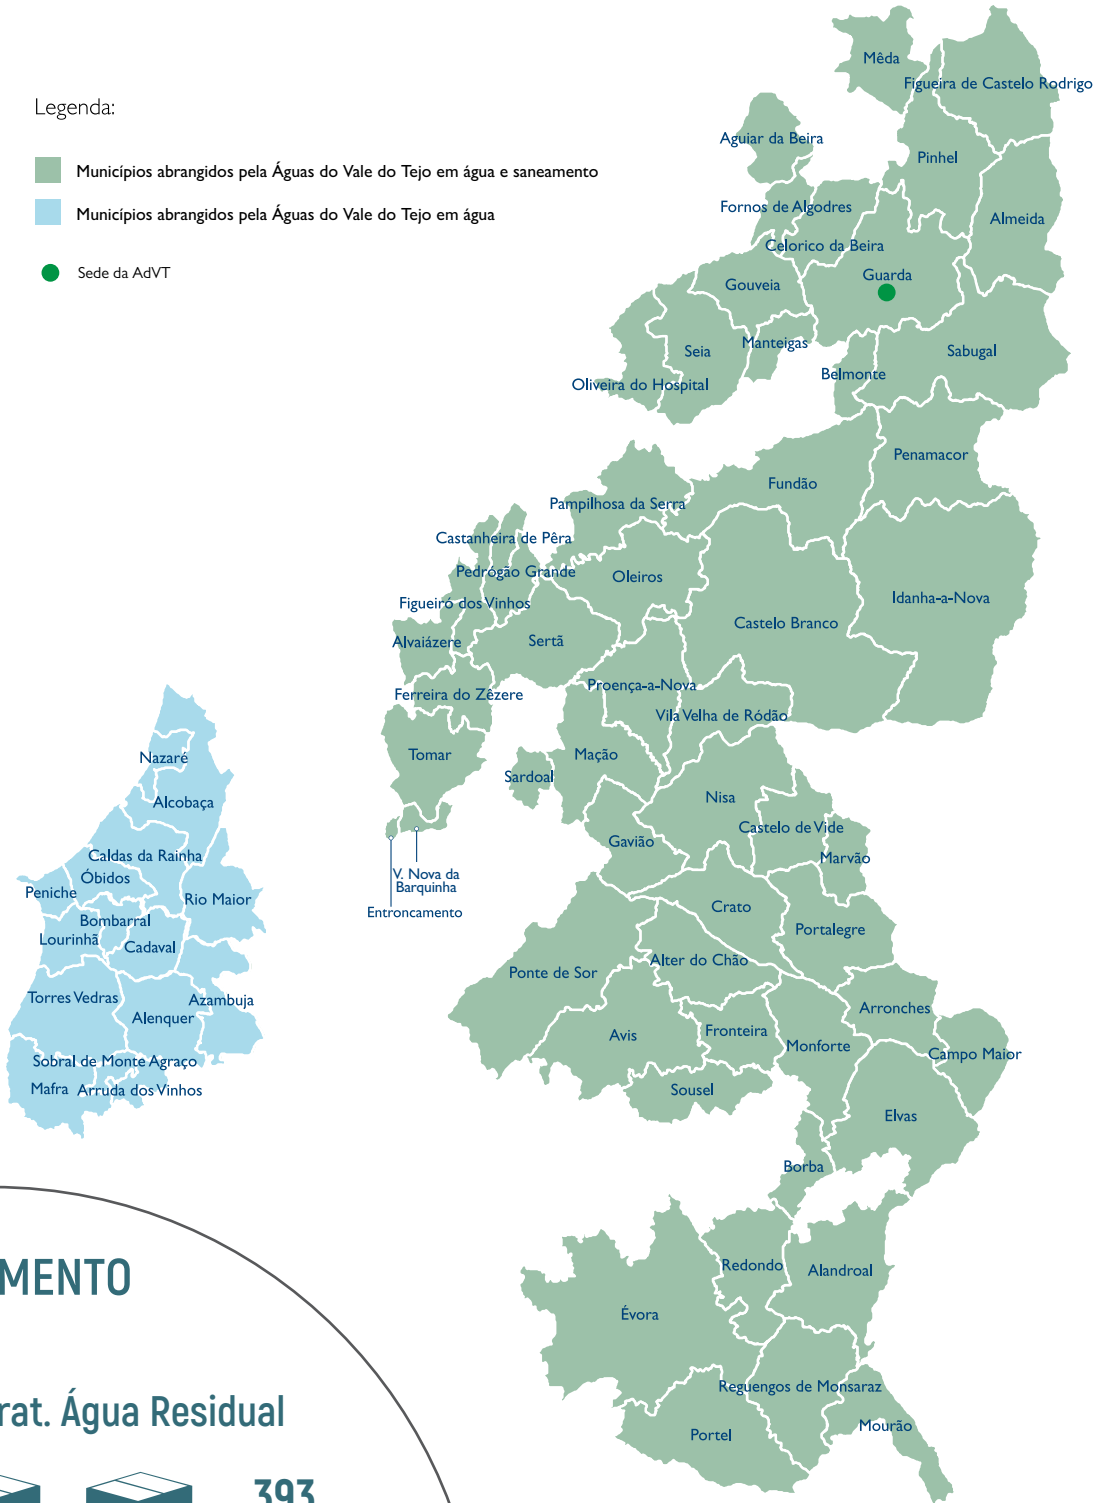 Legenda:
Municípios abrangidos pela Águas do Vale do Tejo em água e saneamento
Municípios abrangidos pela Águas do Vale do Tejo em água
Sede da AdVT
Mêda
Figueira de Castelo Rodrigo
Aguiar da Beira
Pinhel
Fornos de Algodres
Almeida
Celorico da Beira
Guarda
Gouveia
Manteigas
Seia
Sabugal
Belmonte
Oliveira do Hospital
Penamacor
Fundão
Pampilhosa da Serra
Castanheira de Pêra
Pedrógão Grande
Oleiros
Idanha-a-Nova
Figueiró dos Vinhos
Castelo Branco
Alvaiázere
Sertã
Proença-a-Nova
Ferreira do Zêzere
Vila Velha de Ródão
Tomar
Mação
Sardoal
Nisa
Castelo de Vide
Gavião
Marvão
V. Nova da
Barquinha
Entroncamento
Crato
Portalegre
Alter do Chão
Ponte de Sor
Arronches
Avis
Fronteira
Monforte
Campo Maior
Sousel
Elvas
Borba
Redondo
Alandroal
Évora
Reguengos de Monsaraz
Mourão
Portel
Nazaré
Alcobaça
Caldas da Rainha
Óbidos
Peniche
Rio Maior
Bombarral
Lourinhã
Cadaval
Torres Vedras
Azambuja
Alenquer
Sobral de Monte Agraço
Mafra
Arruda dos Vinhos
MENTO
rat. Água Residual
393